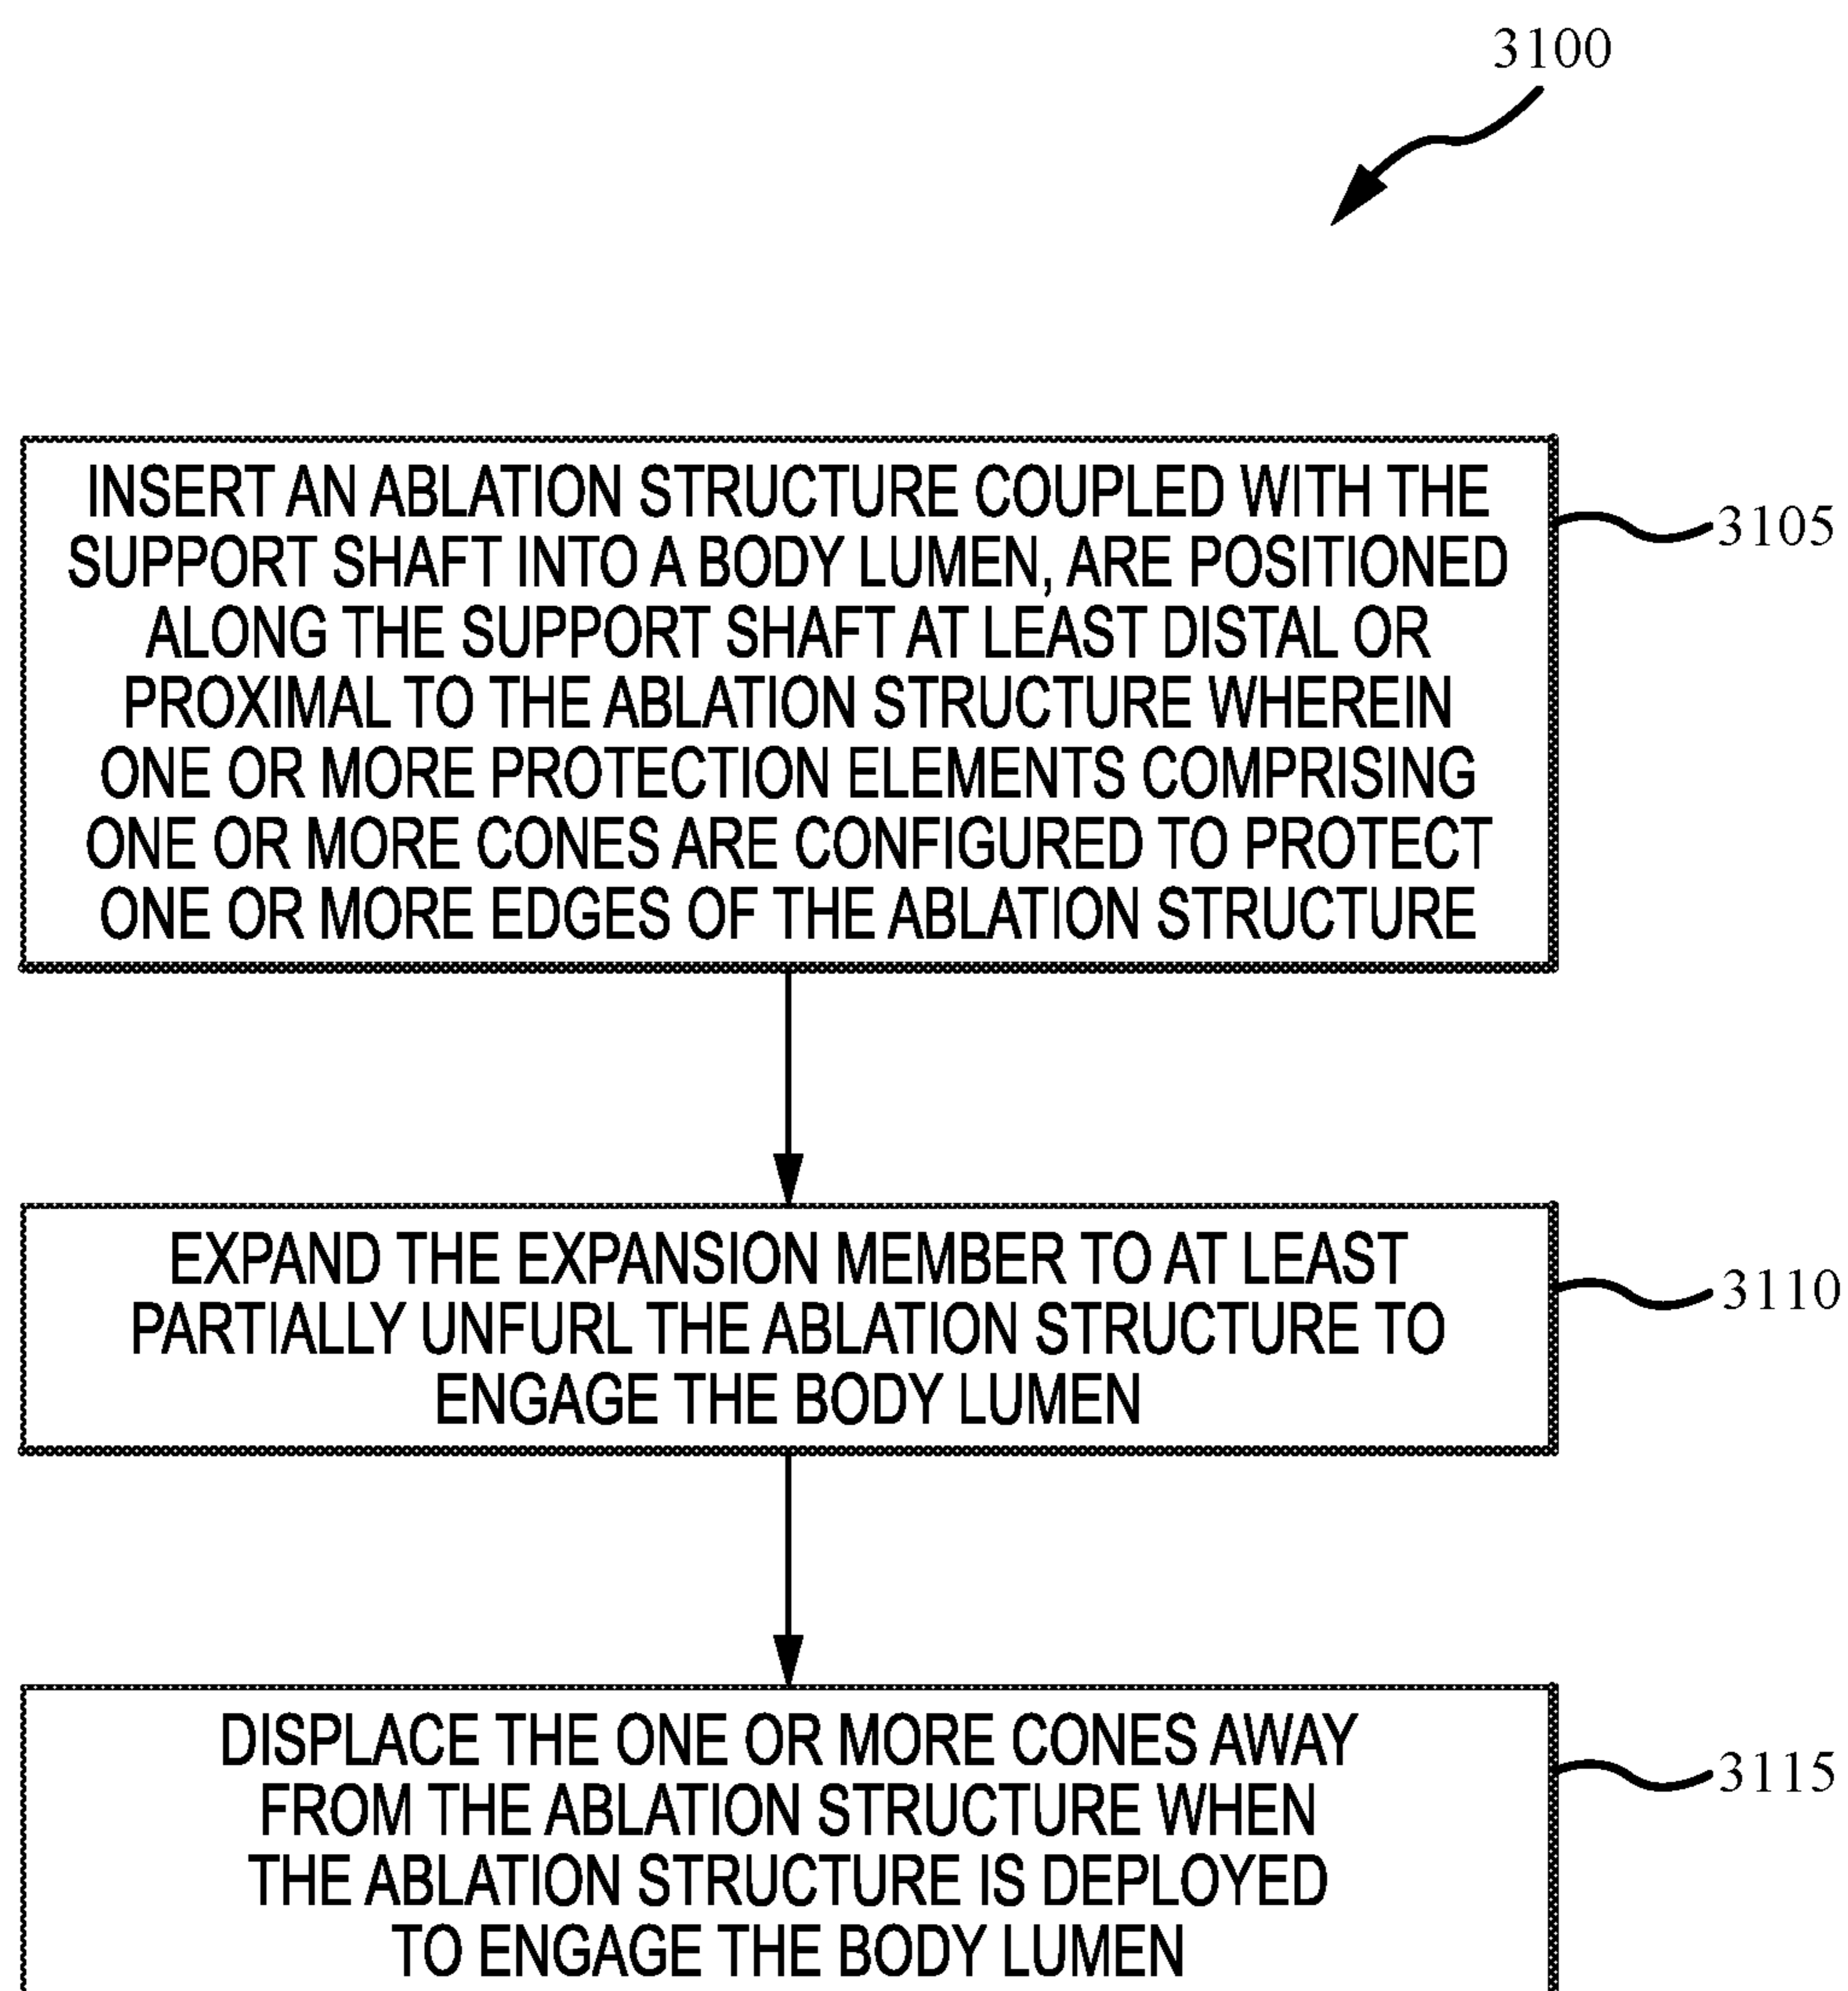 3100
INSERT AN ABLATION STRUCTURE COUPLED WITH THE
SUPPORT SHAFT INTO A BODY LUMEN, ARE POSITIONED
ALONG THE SUPPORT SHAFT AT LEAST DISTAL OR
PROXIMAL TO THE ABLATION STRUCTURE WHEREIN
ONE OR MORE PROTECTION ELEMENTS COMPRISING
ONE OR MORE CONES ARE CONFIGURED TO PROTECT
ONE OR MORE EDGES OF THE ABLATION STRUCTURE
3105
EXPAND THE EXPANSION MEMBER TO AT LEAST
PARTIALLY UNFURL THE ABLATION STRUCTURE TO
ENGAGE THE BODY LUMEN
3110
DISPLACE THE ONE OR MORE CONES AWAY
FROM THE ABLATION STRUCTURE WHEN
THE ABLATION STRUCTURE IS DEPLOYED
TO ENGAGE THE BODY LUMEN
3115